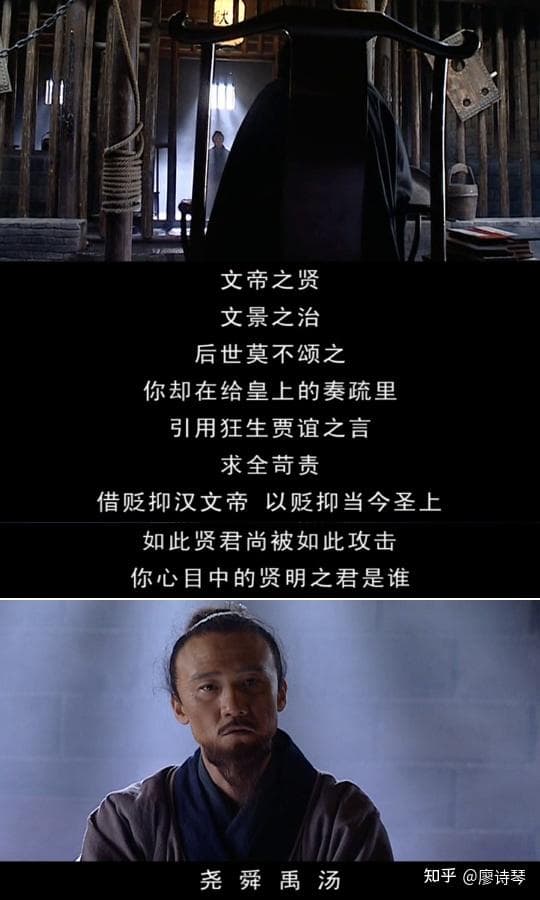 狱
文帝之贤
文景之治
后世莫不颂之
你却在给皇上的奏疏里
引用狂生贾谊之言
求全苛责
借贬抑汉文帝 以贬抑当今圣上
如此贤君尚被如此攻击
你心目中的贤明之君是谁
尧舜禹汤
知乎 @廖诗琴